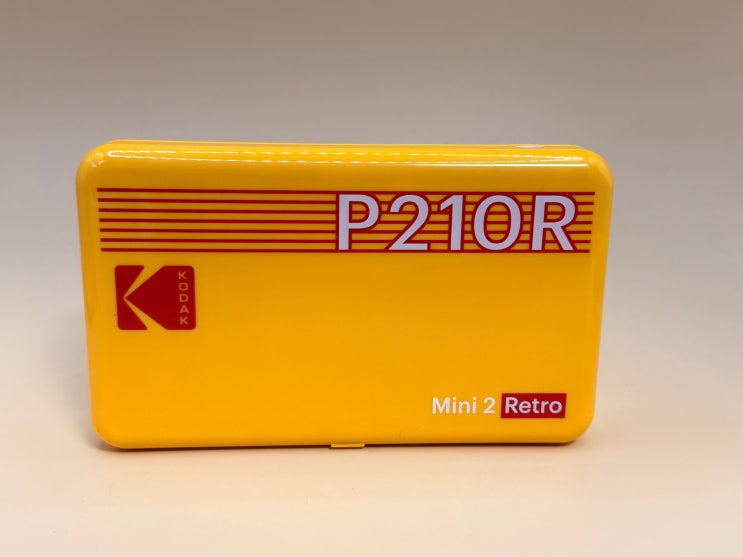 P210R
KODAK
Mini 2 Retro